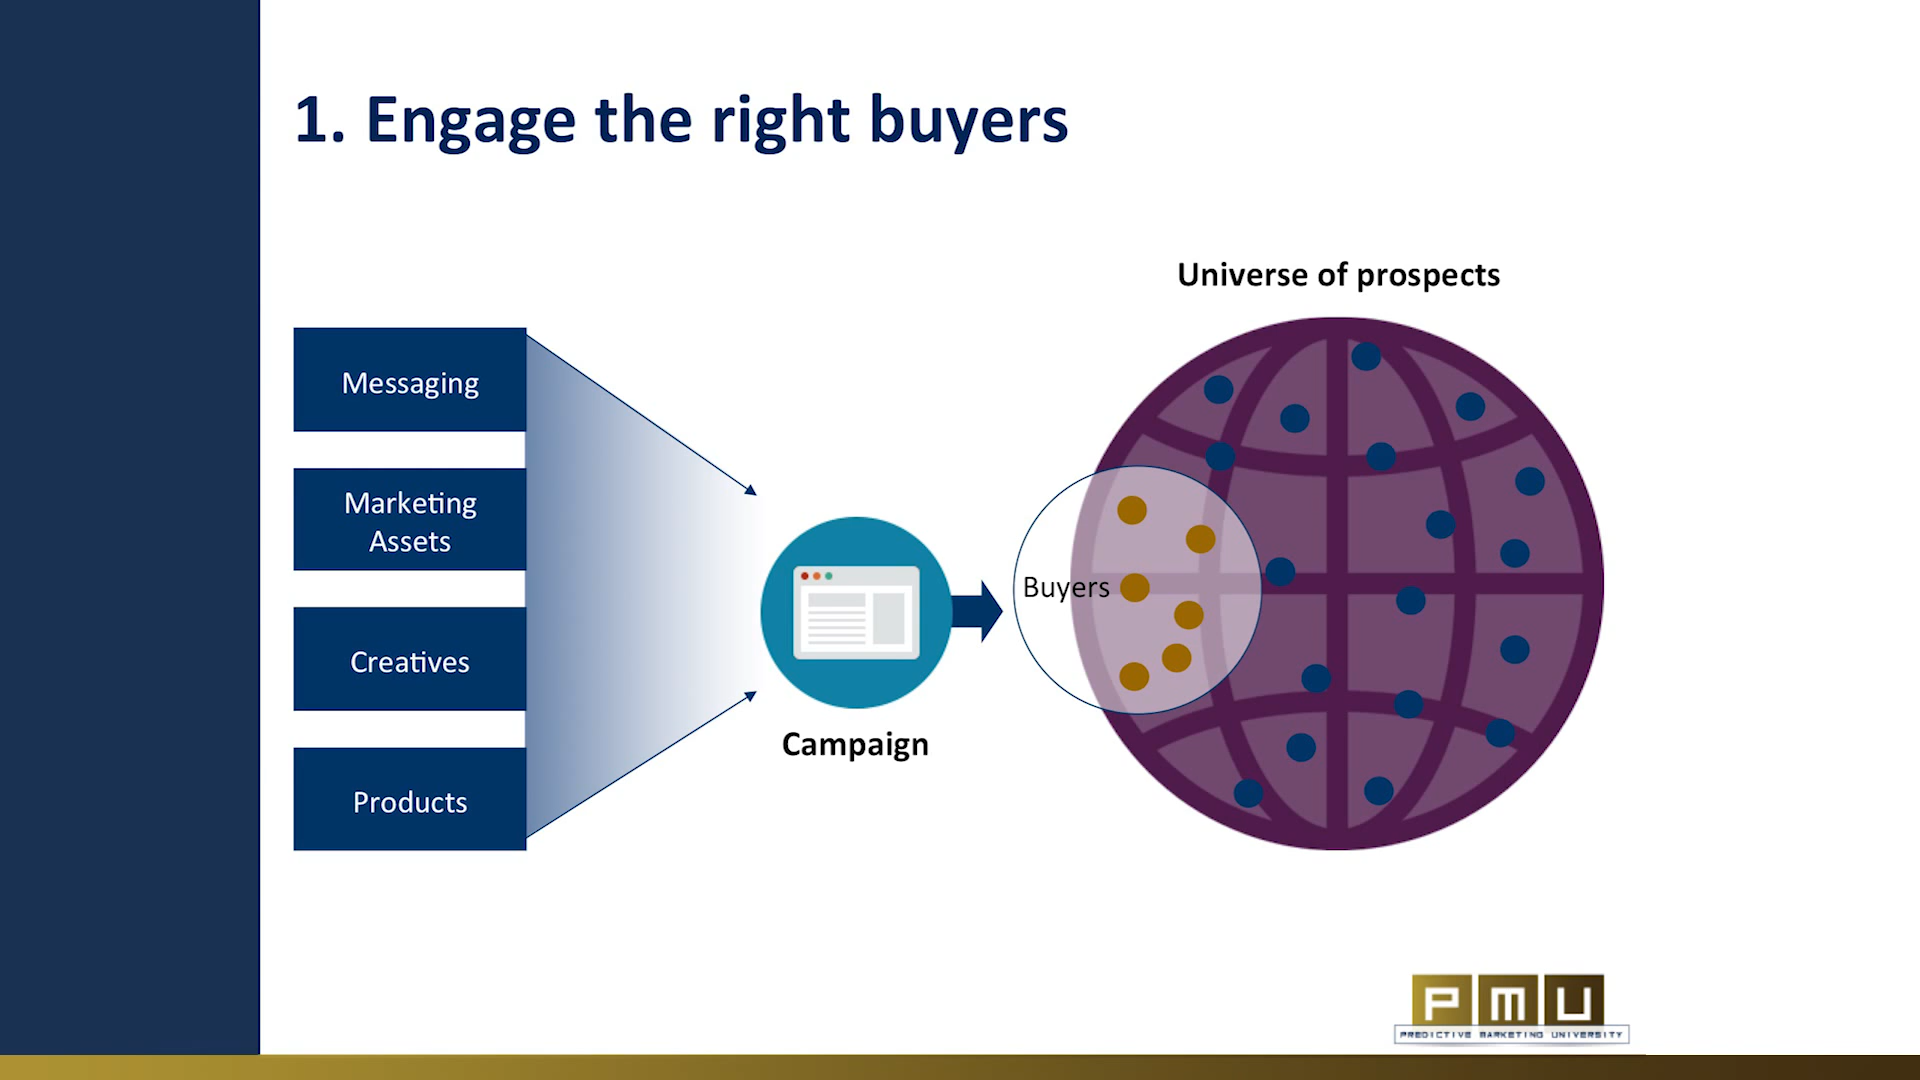 1. Engage the right buyers
Universe of prospects
Messaging
Marketing
Assets
Creatives
Products
Campaign
Buyers
PMU
PREDICTIVE MARKETING UNIVERSITY